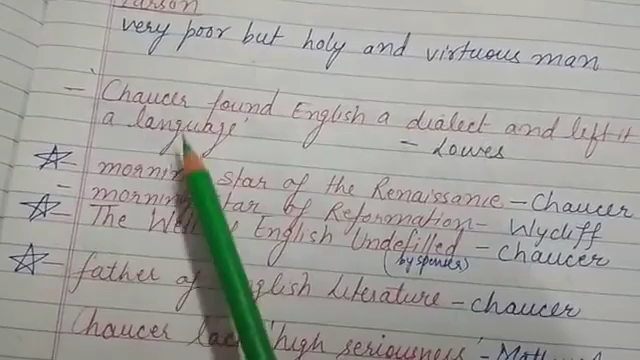 Parson
very poor but holy and virtuous man
- 'Chaucer found English a dialect and left it
a language'
- Lowes
morning star of the Renaissance - Chaucer
- morning star of Reformation - Wycliff
- The Well English Undefilled - Chaucer
(by spenser)
- father of English Literature - chaucer
Chaucer lack 'high seriousness' -